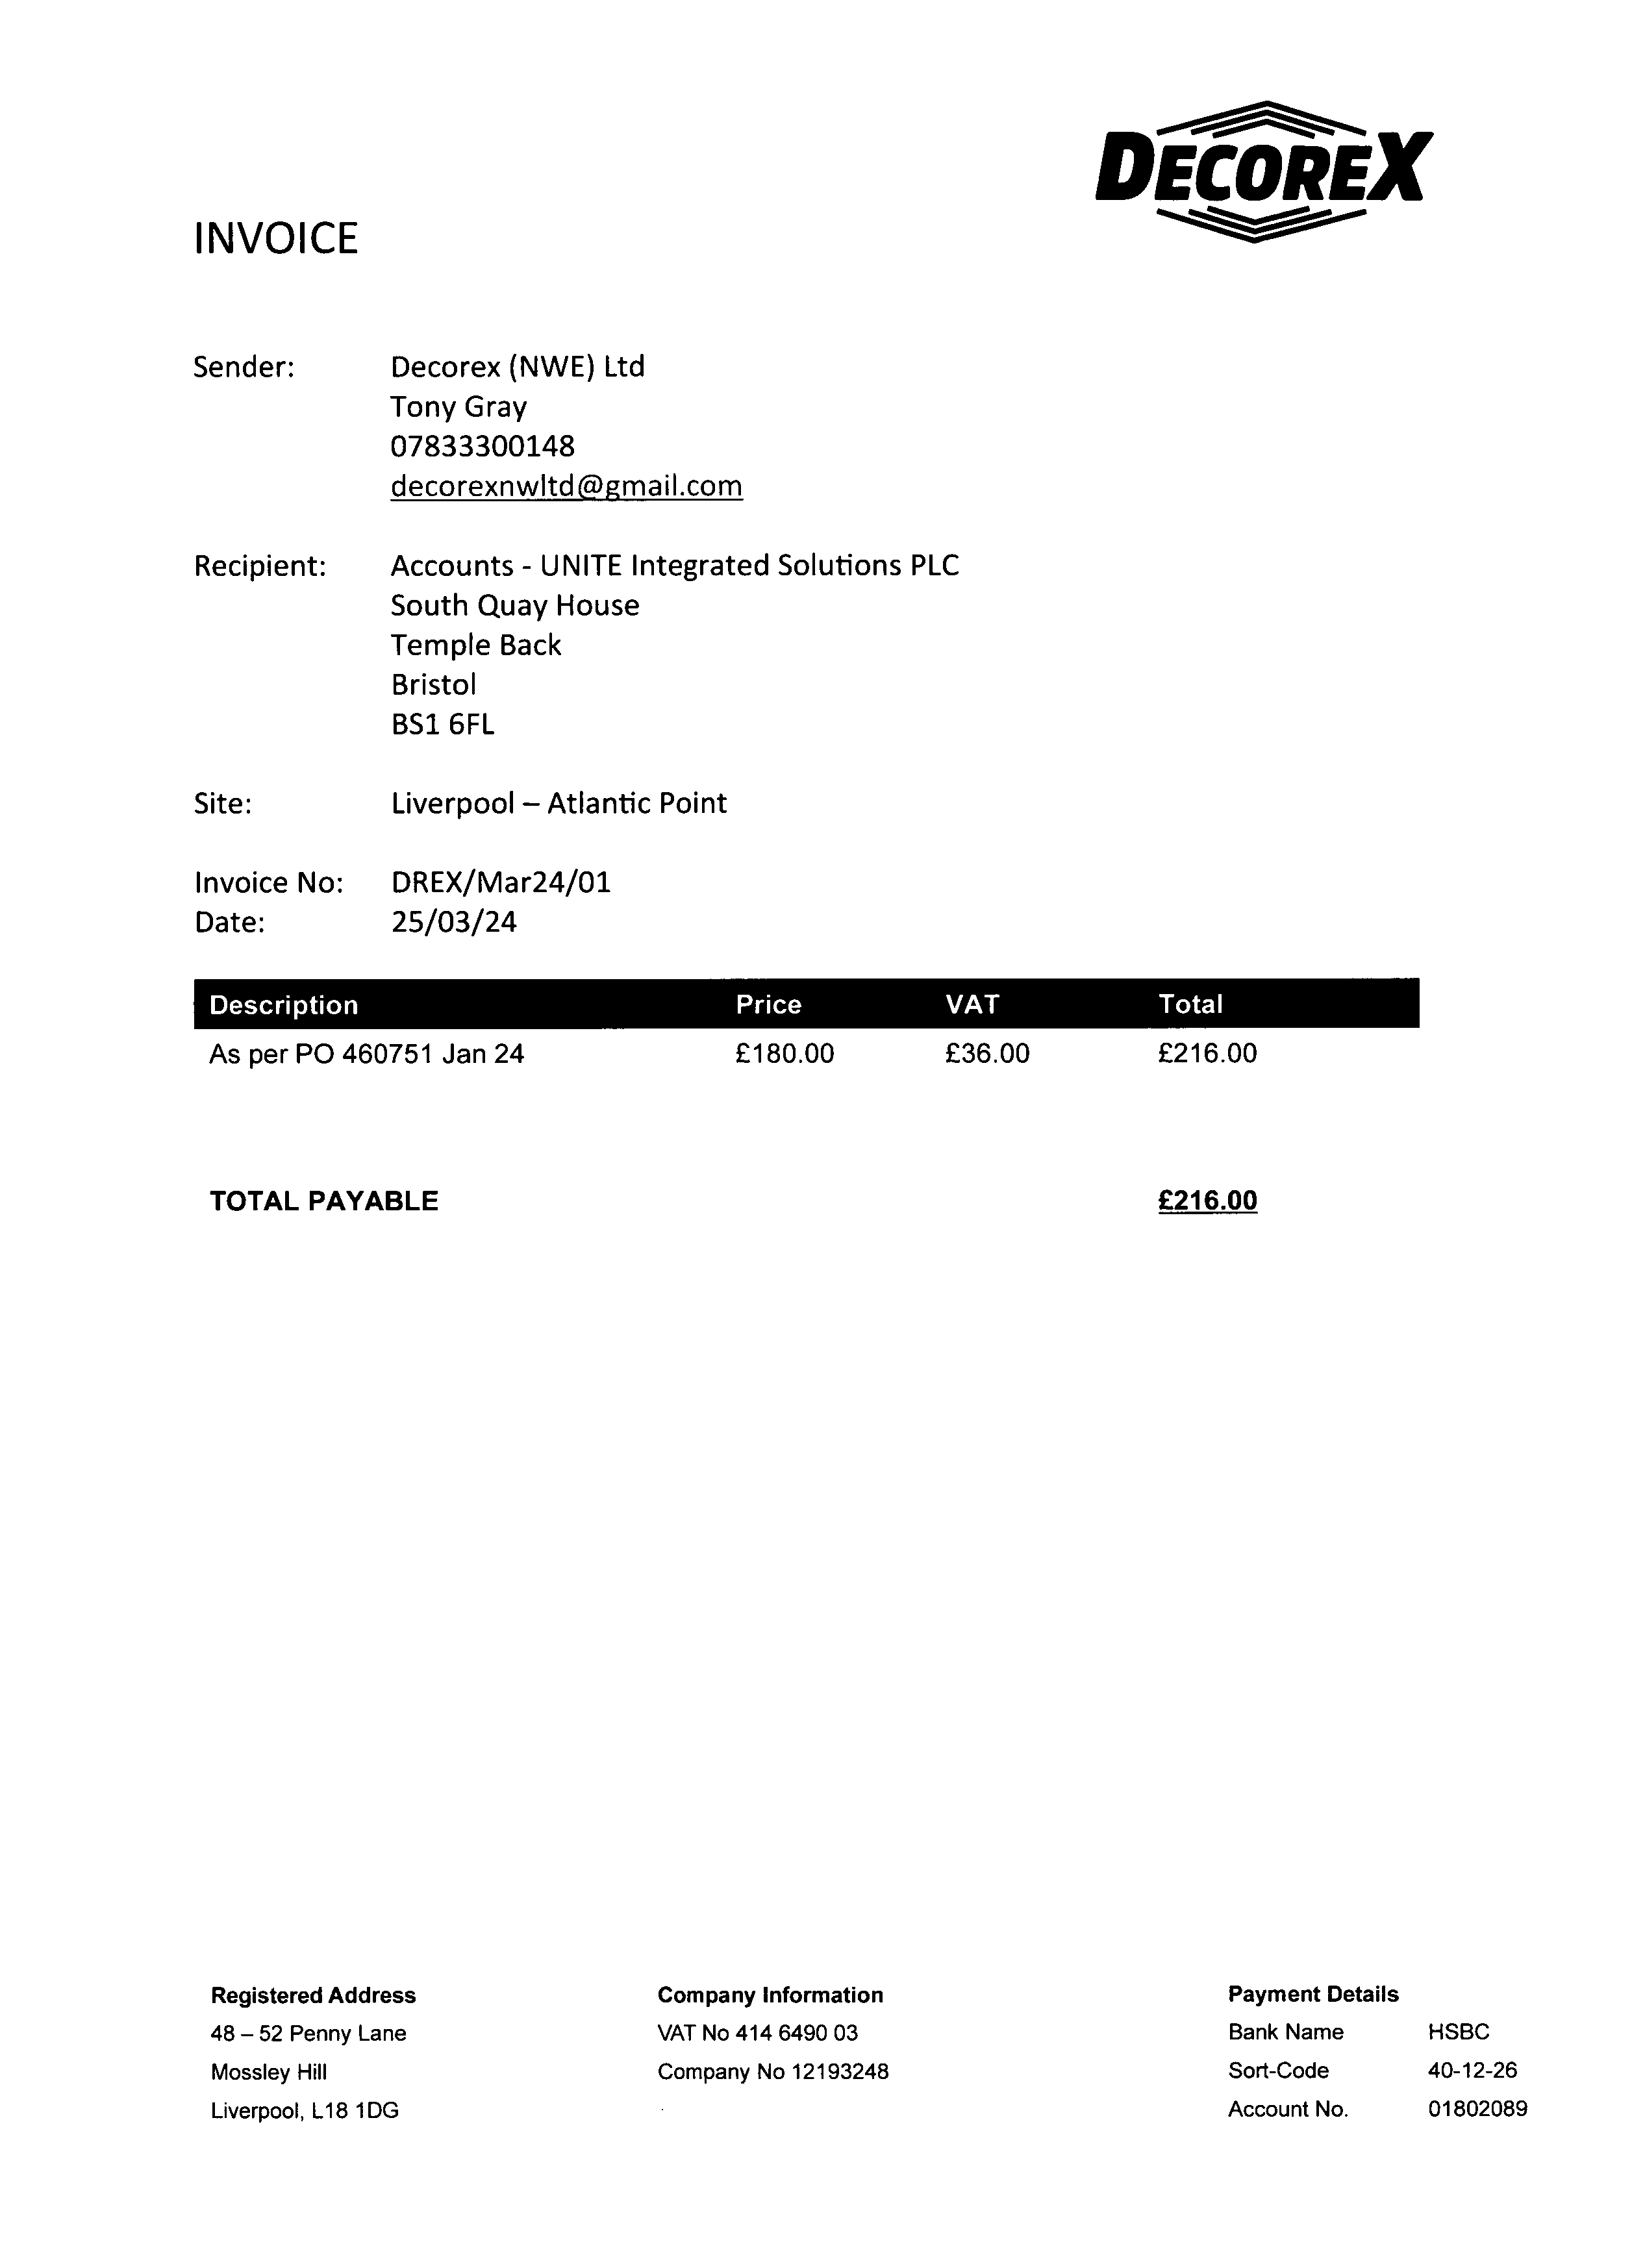 DECOREX
INVOICE
Sender: Decorex (NWE) Ltd
Tony Gray
07833300148
decorexnwltd@gmail.com
Recipient: Accounts - UNITE Integrated Solutions PLC
South Quay House
Temple Back
Bristol
BS1 6FL
Site: Liverpool – Atlantic Point
Invoice No: DREX/Mar24/01
Date: 25/03/24
Description Price VAT Total
As per PO 460751 Jan 24 £180.00 £36.00 £216.00
TOTAL PAYABLE £216.00
Registered Address Company Information Payment Details
48 – 52 Penny Lane VAT No 414 6490 03 Bank Name HSBC
Mossley Hill Company No 12193248 Sort-Code 40-12-26
Liverpool, L18 1DG Account No. 01802089